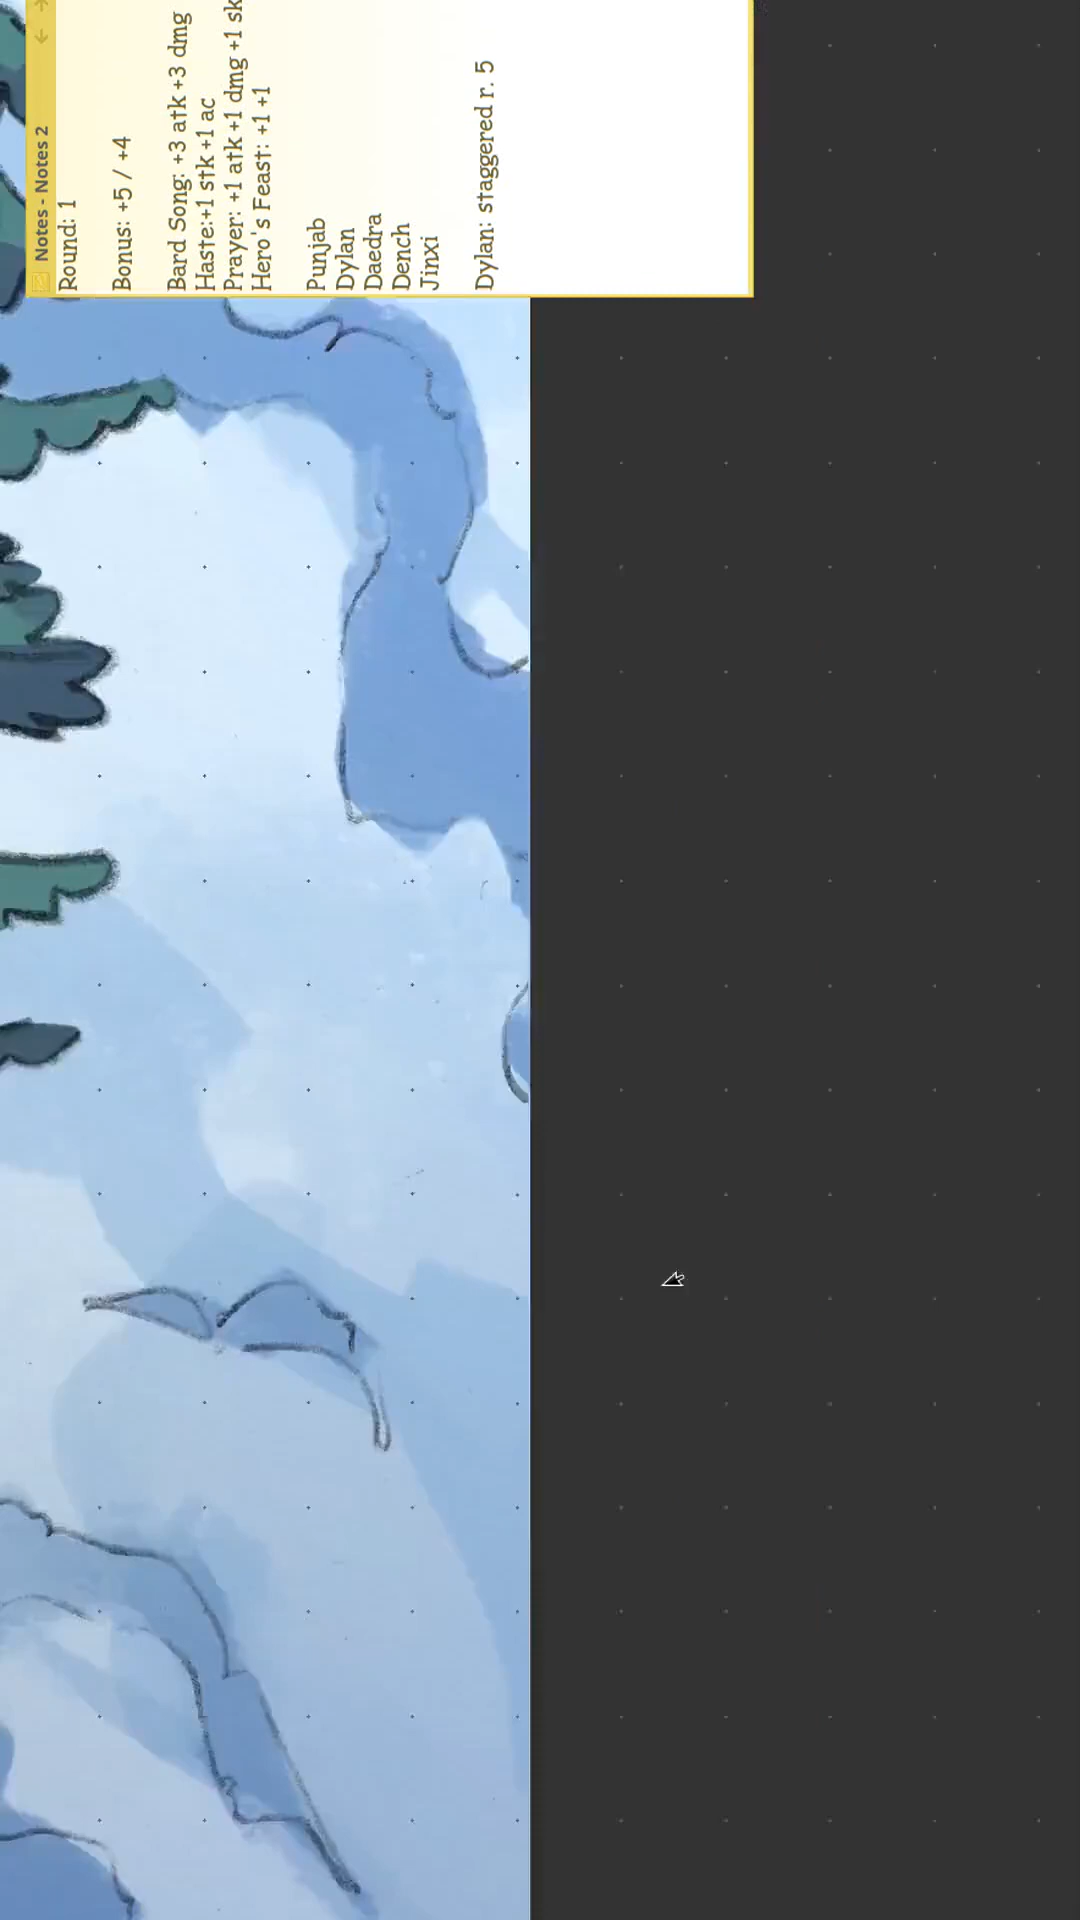 Notes - Notes 2
Round: 1
Bonus: +5 / +4
Bard Song: +3 atk +3 dmg
Haste:+1 stk +1 ac
Prayer: +1 atk +1 dmg +1 sk
Hero's Feast: +1 +1
Punjab
Dylan
Daedra
Dench
Jinxi
Dylan: staggered r. 5